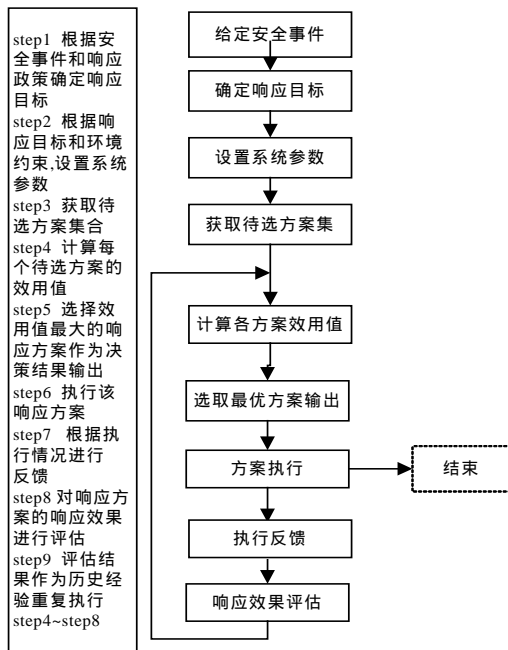 step1 根据安
全事件和响应
政策确定响应
目标
step2 根据响
应目标和环境
约束,设置系统
参数
step3 获取待
选方案集合
step4 计算每
个待选方案的
效用值
step5 选择效
用值最大的响
应方案作为决
策结果输出
step6 执行该
响应方案
step7 根据执
行情况进行
反馈
step8 对响应方
案的响应效果
进行评估
step9 评估结
果作为历史经
验重复执行
step4~step8
给定安全事件
确定响应目标
设置系统参数
获取待选方案集
计算各方案效用值
选取最优方案输出
方案执行
结束
执行反馈
响应效果评估